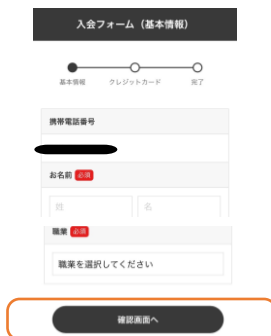 入会フォーム（基本情報）
基本情報 クレジットカード 完了
携帯電話番号
お名前 必須
姓 名
職業 必須
職業を選択してください
確認画面へ